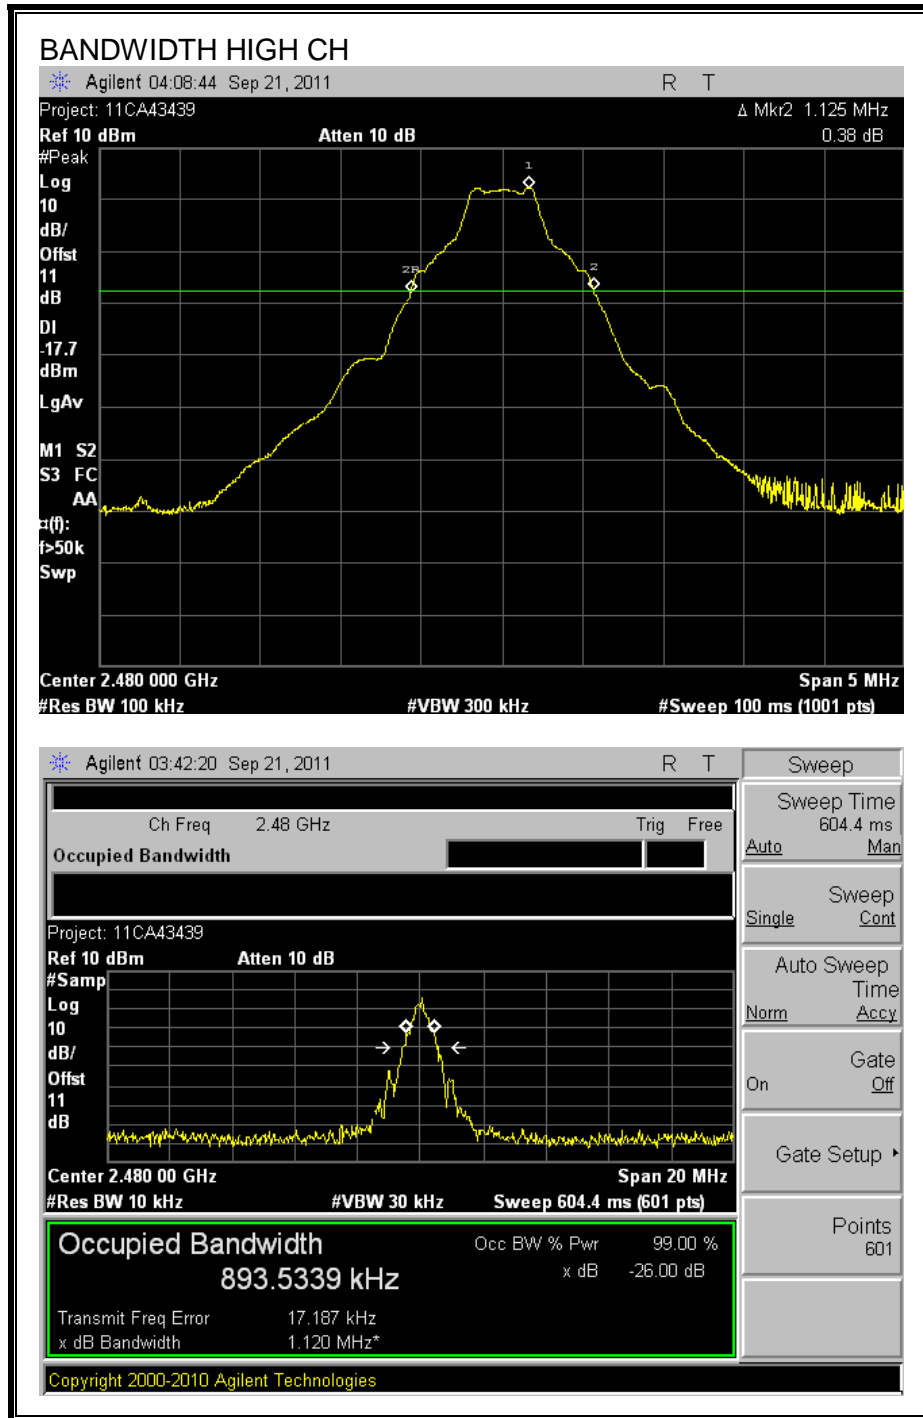 BANDWIDTH HIGH CH
Agilent 04:08:44 Sep 21, 2011 R T
Project: 11CA43439 Δ Mkr2 1.125 MHz
Ref 10 dBm Atten 10 dB 0.38 dB
#Peak
Log
10
dB/
Offst
11
dB
DI
-17.7
dBm
LgAv
M1 S2
S3 FC
AA
¤(f):
f>50k
Swp
1
2R
2
Center 2.480 000 GHz Span 5 MHz
#Res BW 100 kHz #VBW 300 kHz #Sweep 100 ms (1001 pts)
Agilent 03:42:20 Sep 21, 2011 R T
Ch Freq 2.48 GHz Trig Free
Occupied Bandwidth
Project: 11CA43439
Ref 10 dBm Atten 10 dB
#Samp
Log
10
dB/
Offst
11
dB
Center 2.480 00 GHz Span 20 MHz
#Res BW 10 kHz #VBW 30 kHz Sweep 604.4 ms (601 pts)
Occupied Bandwidth Occ BW % Pwr 99.00 %
893.5339 kHz x dB -26.00 dB
Transmit Freq Error 17.187 kHz
x dB Bandwidth 1.120 MHz*
Copyright 2000-2010 Agilent Technologies
Sweep
Sweep Time
604.4 ms
Auto Man
Sweep
Single Cont
Auto Sweep
Time
Norm Accy
Gate
On Off
Gate Setup
Points
601